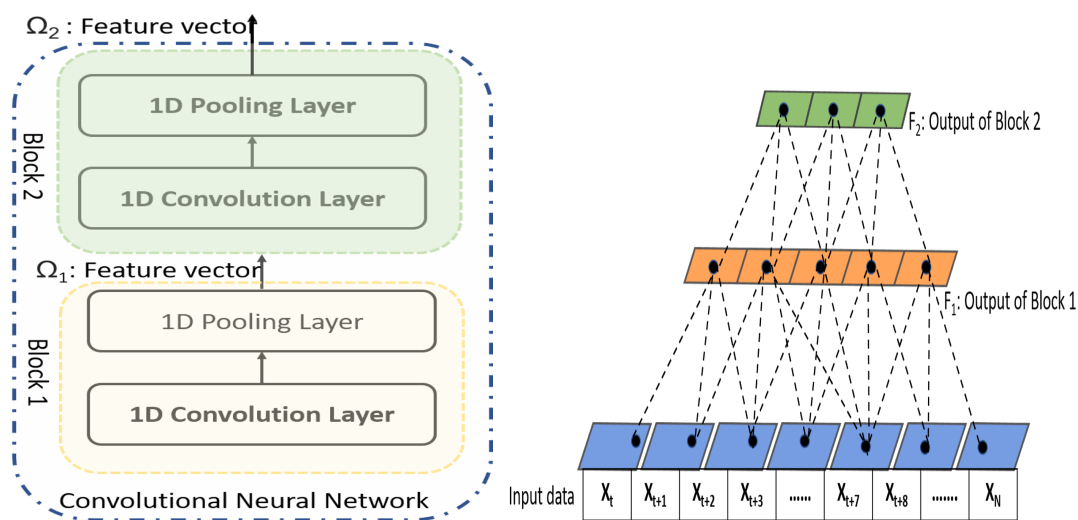 Ω₂ : Feature vector
1D Pooling Layer
1D Convolution Layer
Block 2
Ω₁ : Feature vector
1D Pooling Layer
1D Convolution Layer
Block 1
Convolutional Neural Network
F₂: Output of Block 2
F₁: Output of Block 1
Input data Xₜ Xₜ₊₁ Xₜ₊₂ Xₜ₊₃ ...... Xₜ₊₇ Xₜ₊₈ ....... X_N